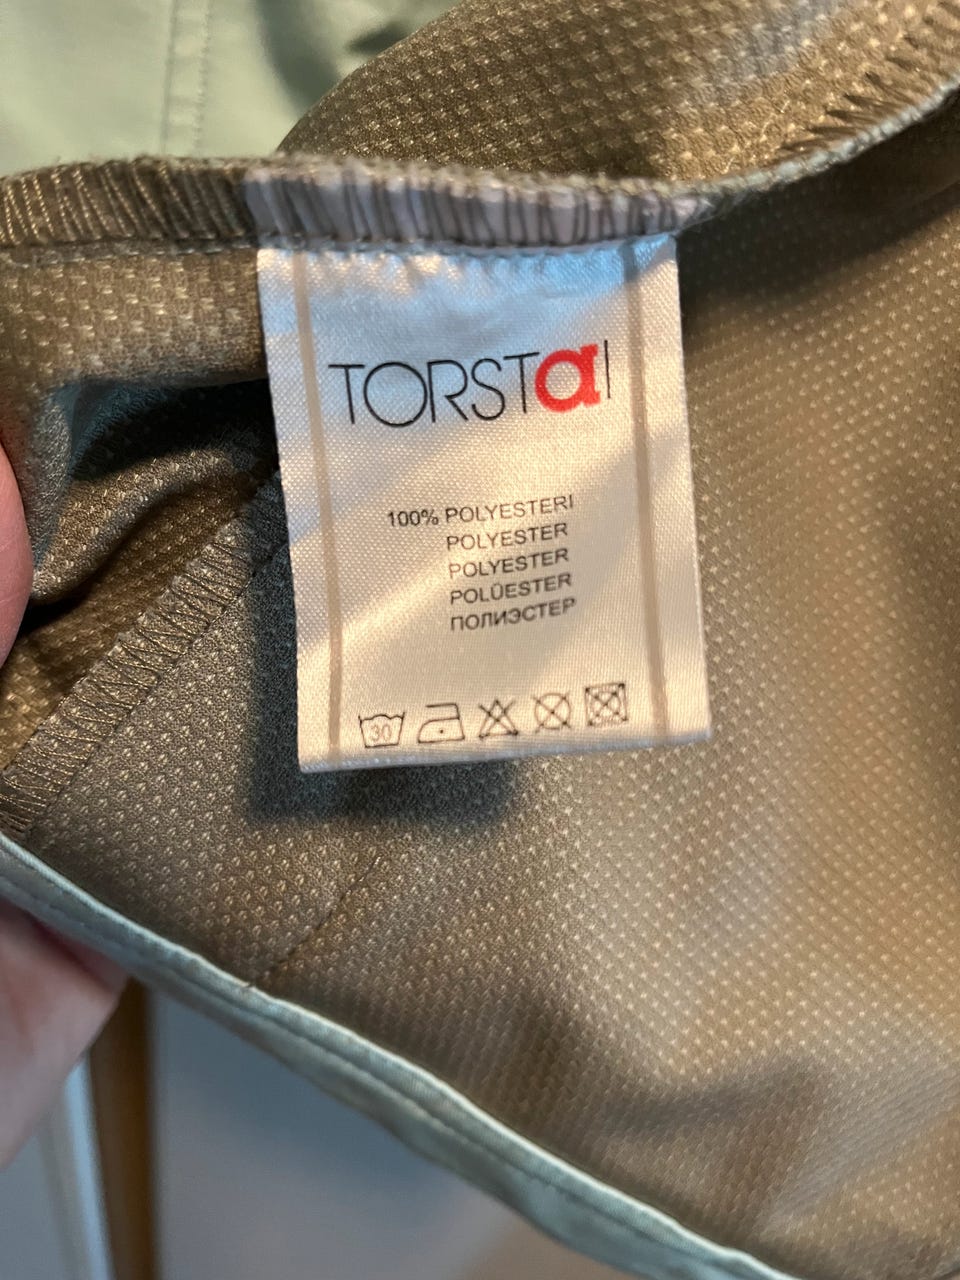 TORSTaI
100% POLYESTERI
POLYESTER
POLYESTER
POLÜESTER
ПОЛИЭСТЕР
30